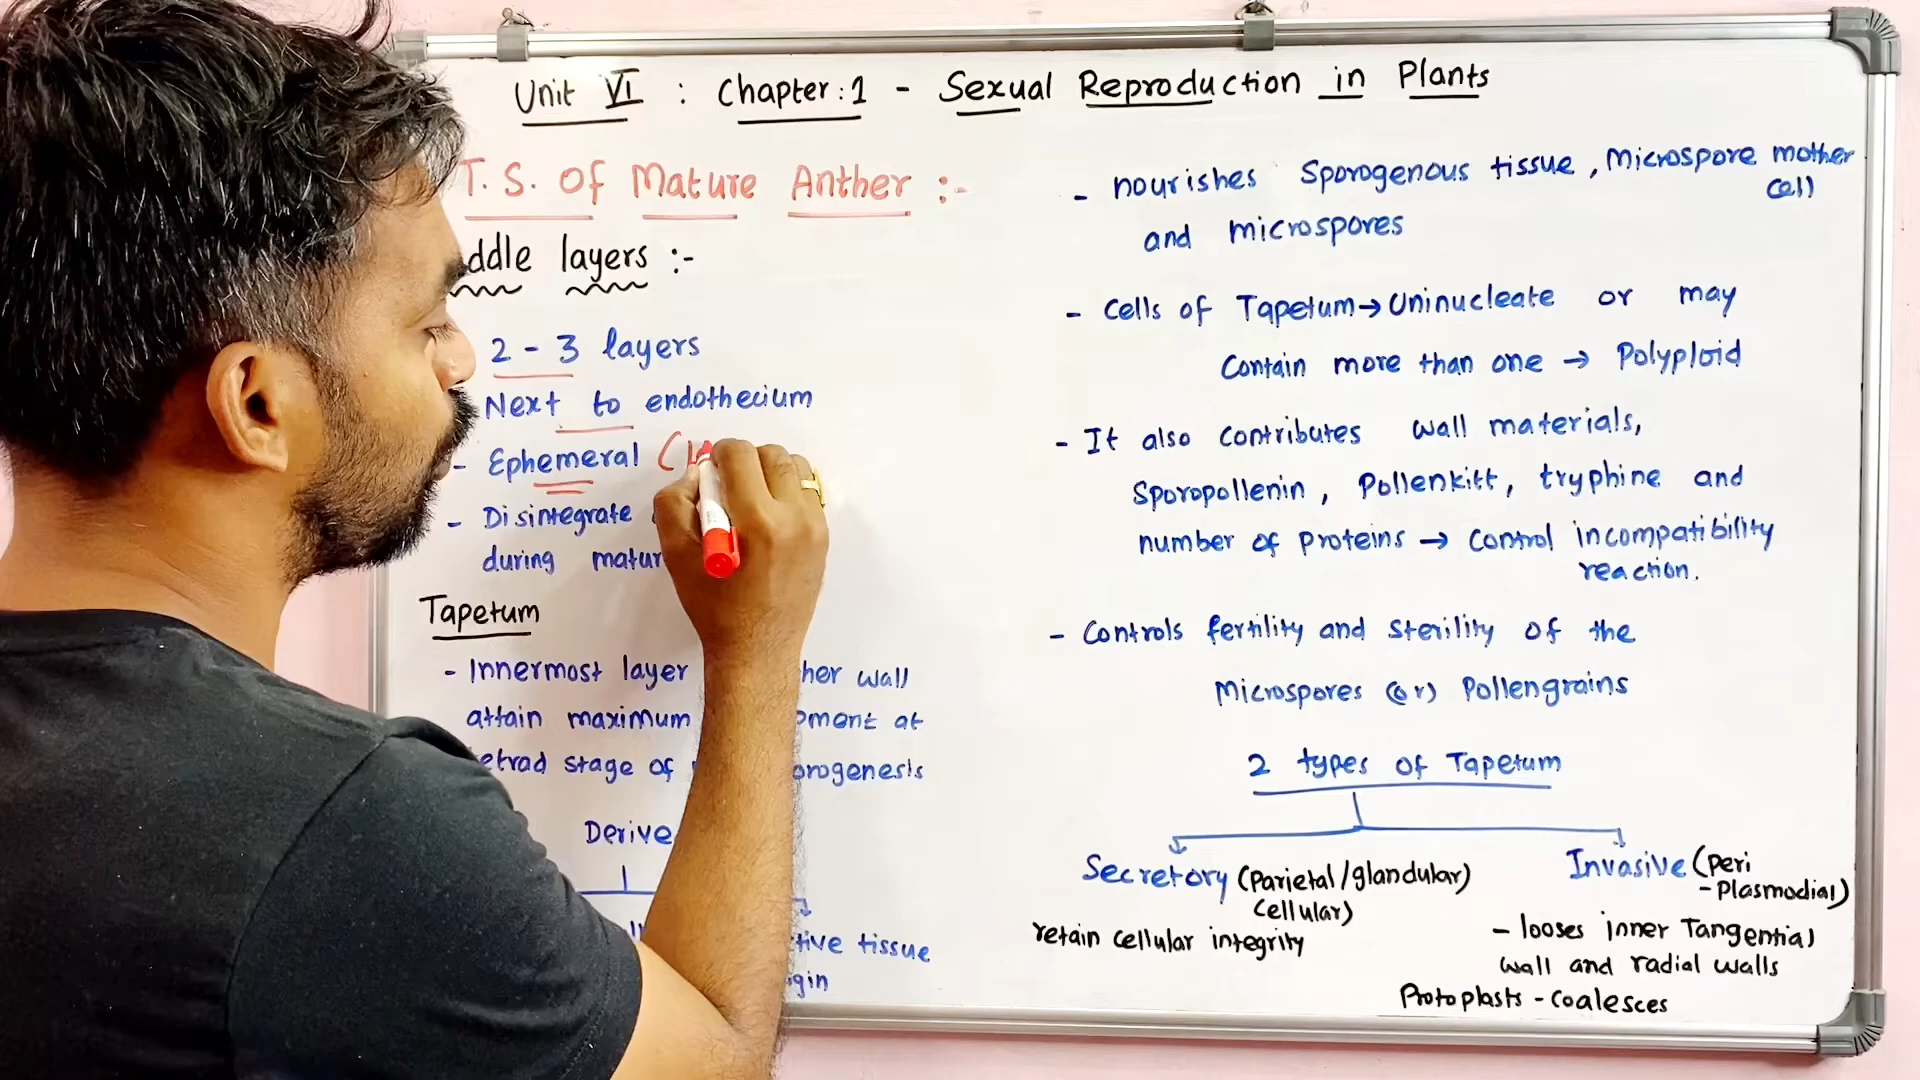 Unit VI : Chapter:1 - Sexual Reproduction in Plants
T. S. Of Mature Anther :-
ddle layers :-
2 - 3 layers
Next to endothecium
- Ephemeral (
- Disintegrate
during matur
Tapetum
- Innermost layer her wall
attain maximum pment at
etrad stage of orogenesis
Derive
tive tissue
gin
- nourishes Sporogenous tissue, Microspore mother
cell
and microspores
- Cells of Tapetum → Uninucleate or may
Contain more than one → Polyploid
- It also contributes wall materials,
Sporopollenin, Pollenkitt, tryphine and
number of proteins → Control incompatibility
reaction.
- Controls fertility and sterility of the
Microspores (or) Pollengrains
2 types of Tapetum
Secretory (Parietal/glandular)
cellular)
retain cellular integrity
Invasive (peri
-Plasmodial)
- looses inner Tangential
wall and radial walls
Protoplasts - coalesces